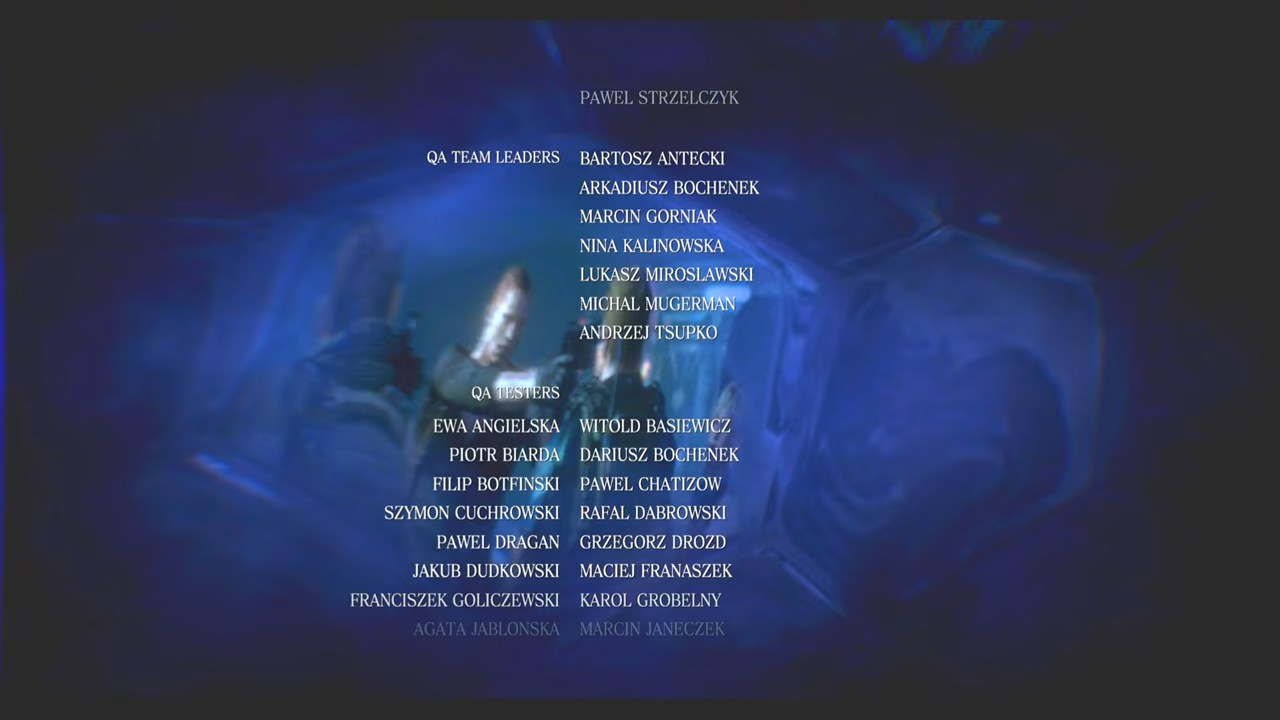 PAWEL STRZELCZYK
QA TEAM LEADERS BARTOSZ ANTECKI
ARKADIUSZ BOCHENEK
MARCIN GORNIAK
NINA KALINOWSKA
LUKASZ MIROSLAWSKI
MICHAL MUGERMAN
ANDRZEJ TSUPKO
QA TESTERS
EWA ANGIELSKA WITOLD BASIEWICZ
PIOTR BIARDA DARIUSZ BOCHENEK
FILIP BOTFINSKI PAWEL CHATIZOW
SZYMON CUCHROWSKI RAFAL DABROWSKI
PAWEL DRAGAN GRZEGORZ DROZD
JAKUB DUDKOWSKI MACIEJ FRANASZEK
FRANCISZEK GOLICZEWSKI KAROL GROBELNY
AGATA JABLONSKA MARCIN JANECZEK